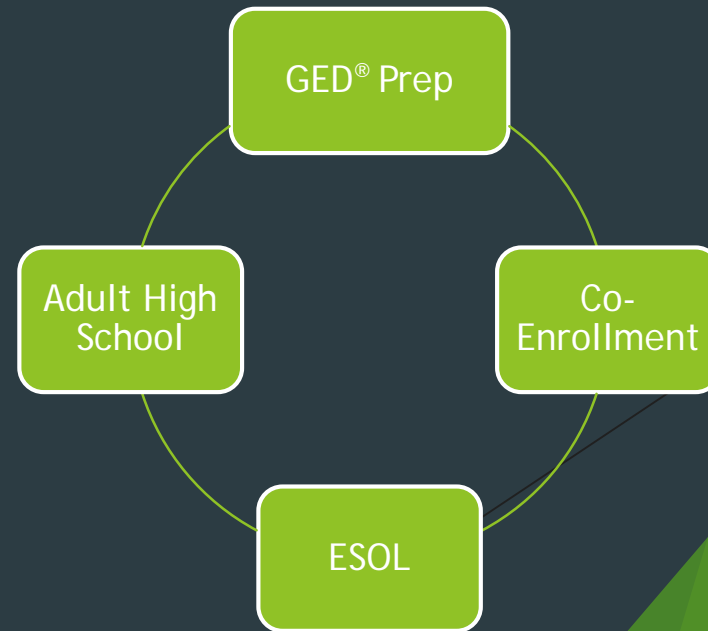 GED® Prep
Adult High
School
Co-
Enrollment
ESOL